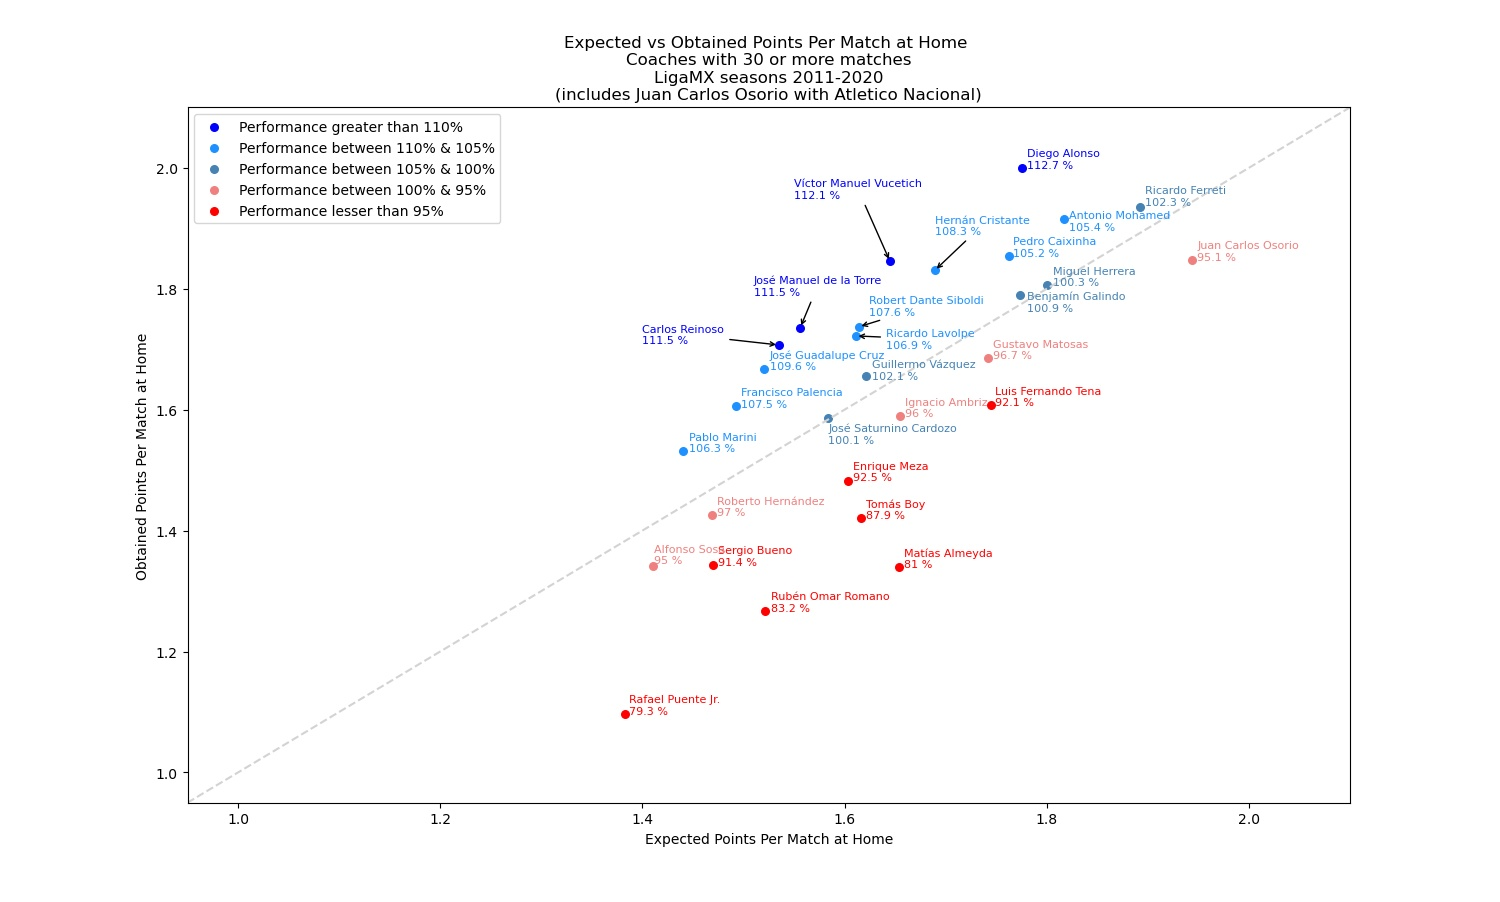 Expected vs Obtained Points Per Match at Home
Coaches with 30 or more matches
LigaMX seasons 2011-2020
(includes Juan Carlos Osorio with Atletico Nacional)
Performance greater than 110%
Performance between 110% & 105%
Performance between 105% & 100%
Performance between 100% & 95%
Performance lesser than 95%
Diego Alonso
112.7 %
Víctor Manuel Vucetich
112.1 %
Ricardo Ferreti
102.3 %
Antonio Mohamed
105.4 %
Hernán Cristante
108.3 %
Pedro Caixinha
105.2 %
Juan Carlos Osorio
95.1 %
Miguel Herrera
100.3 %
José Manuel de la Torre
111.5 %
Benjamín Galindo
100.9 %
Robert Dante Siboldi
107.6 %
Carlos Reinoso
111.5 %
Ricardo Lavolpe
106.9 %
Gustavo Matosas
96.7 %
José Guadalupe Cruz
109.6 %
Guillermo Vázquez
102.1 %
Francisco Palencia
107.5 %
Luis Fernando Tena
92.1 %
Ignacio Ambriz
96 %
José Saturnino Cardozo
100.1 %
Pablo Marini
106.3 %
Enrique Meza
92.5 %
Roberto Hernández
97 %
Tomás Boy
87.9 %
Alfonso Sosa
95 %
Sergio Bueno
91.4 %
Matías Almeyda
81 %
Rubén Omar Romano
83.2 %
Rafael Puente Jr.
79.3 %
2.0
1.8
1.6
1.4
1.2
1.0
Obtained Points Per Match at Home
1.0
1.2
1.4
1.6
1.8
2.0
Expected Points Per Match at Home